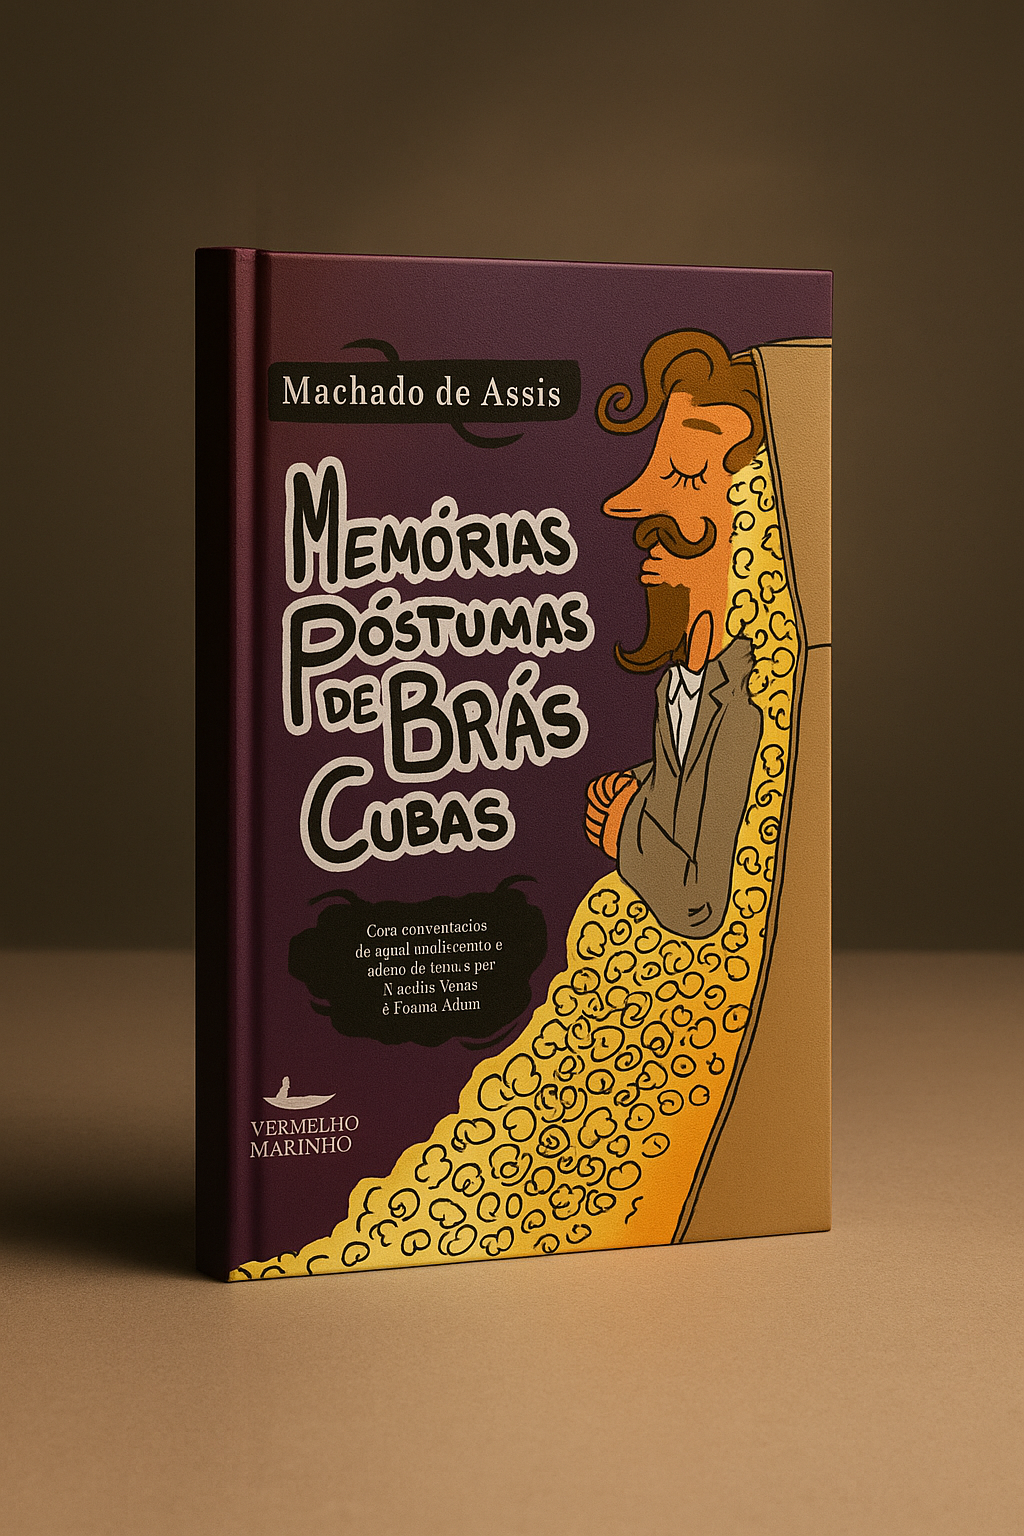 Machado de Assis
MEMÓRIAS
PÓSTUMAS
DE BRÁS
CUBAS
Cora conventacios
de agual
adeno de per
Venas
è Foama Adum
VERMELHO
MARINHO